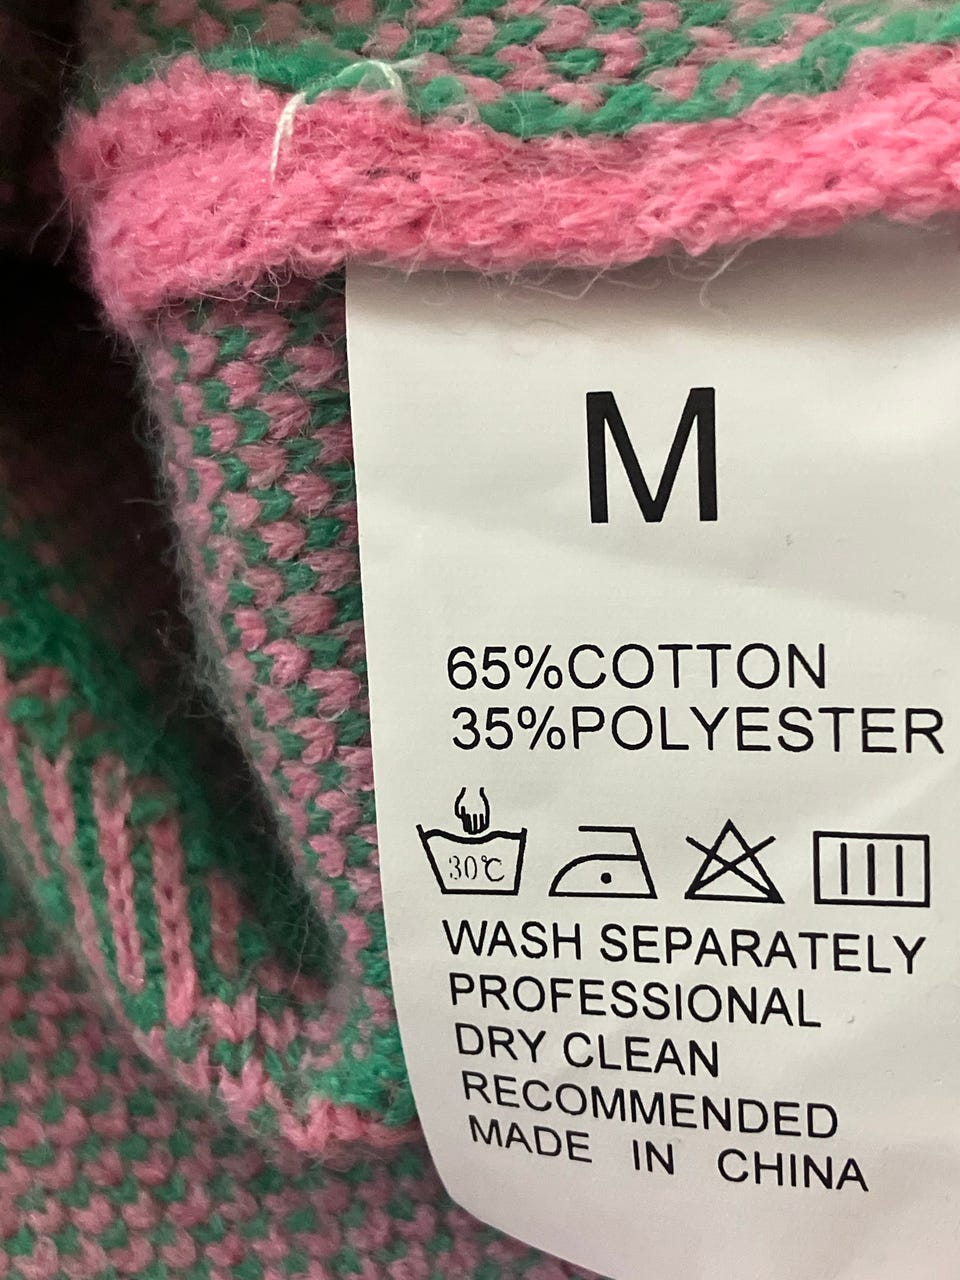 M
65%COTTON
35%POLYESTER
30℃
WASH SEPARATELY
PROFESSIONAL
DRY CLEAN
RECOMMENDED
MADE IN CHINA